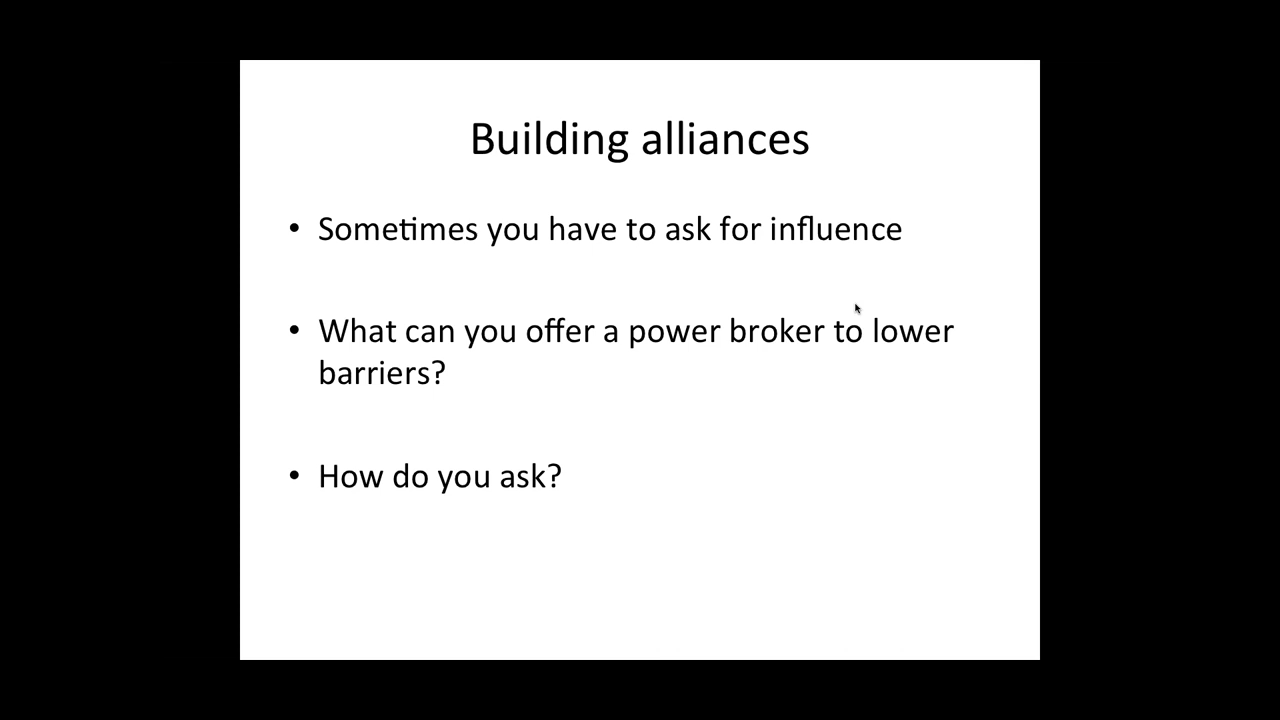 Building alliances
• Sometimes you have to ask for influence
• What can you offer a power broker to lower
barriers?
• How do you ask?